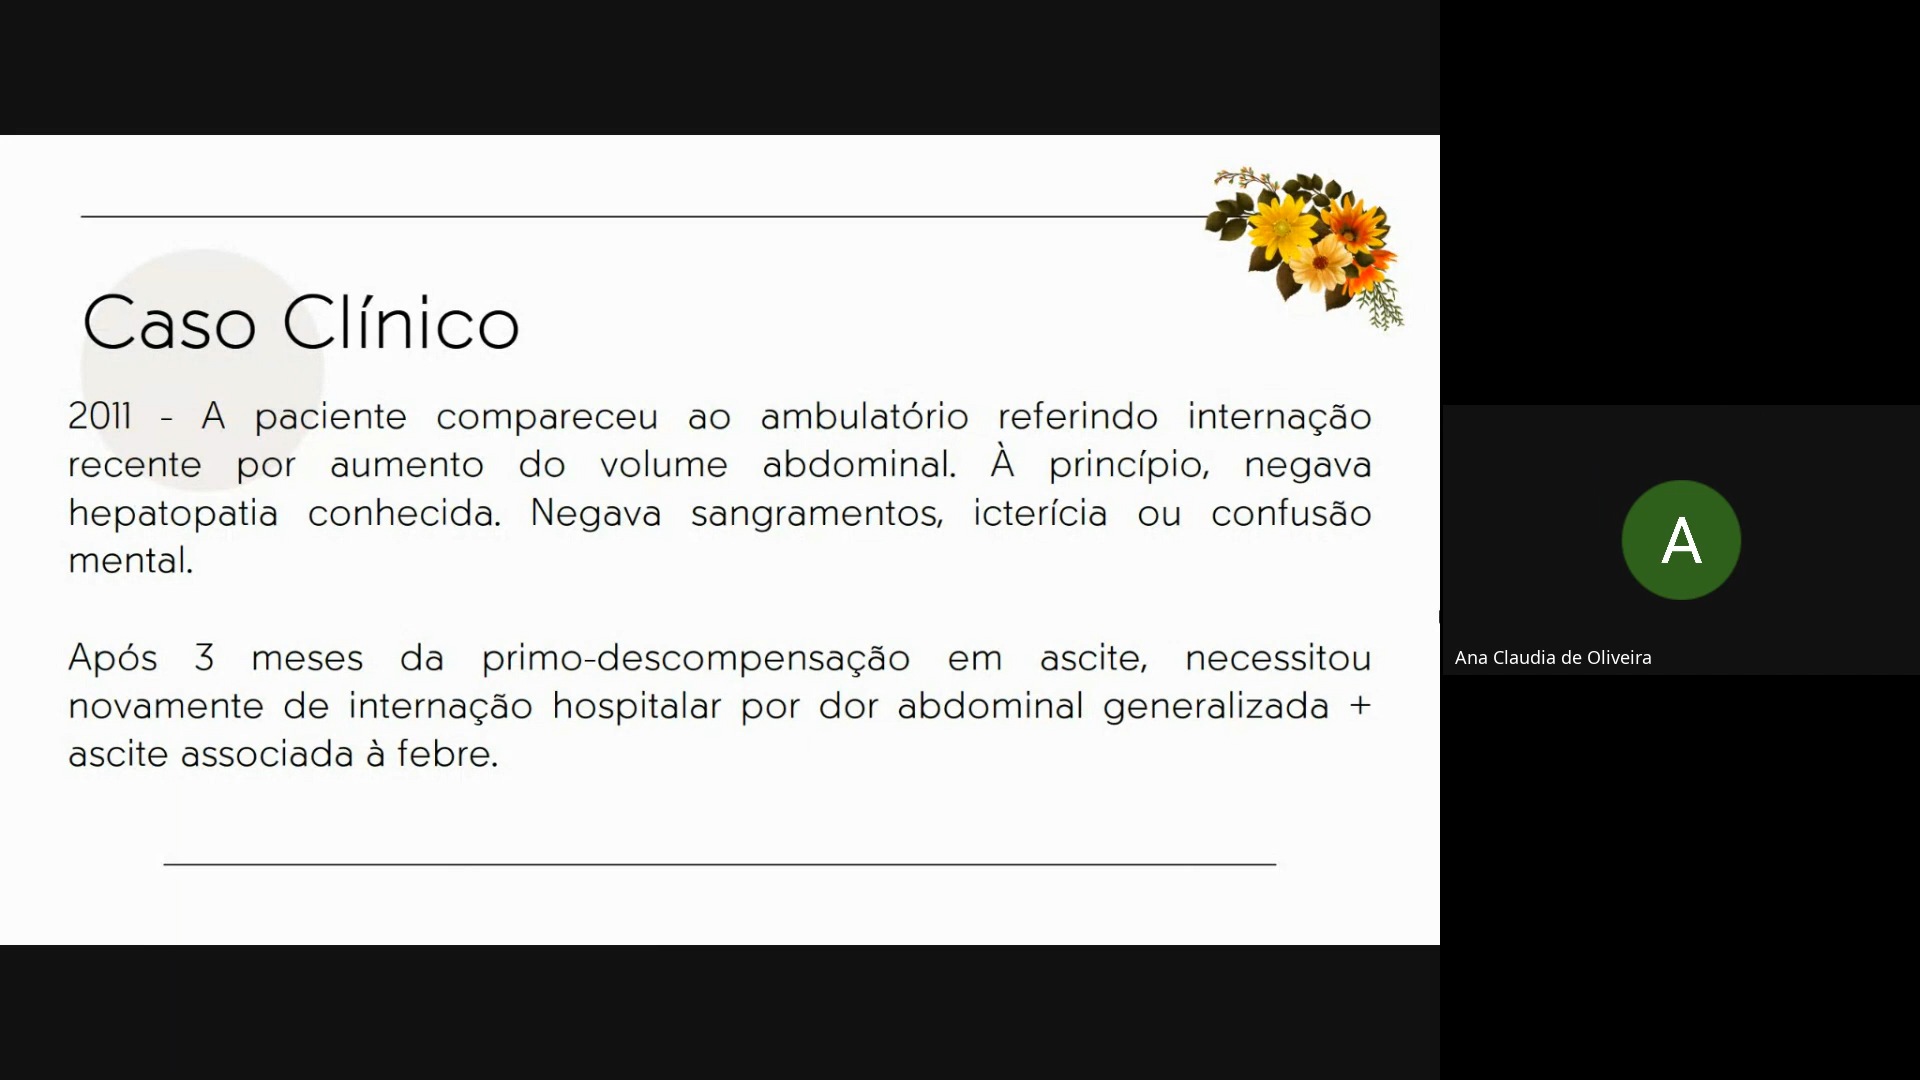 Caso Clínico
2011 - A paciente compareceu ao ambulatório referindo internação
recente por aumento do volume abdominal. À princípio, negava
hepatopatia conhecida. Negava sangramentos, icterícia ou confusão
mental.
Após 3 meses da primo-descompensação em ascite, necessitou
novamente de internação hospitalar por dor abdominal generalizada +
ascite associada à febre.
A
Ana Claudia de Oliveira